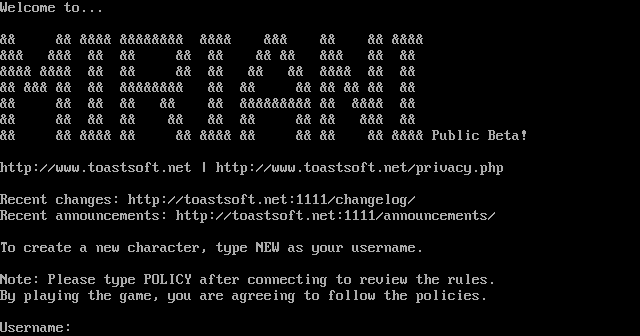 Welcome to...
MIRIANI Public Beta!
http://www.toastsoft.net | http://www.toastsoft.net/privacy.php
Recent changes: http://toastsoft.net:1111/changelog/
Recent announcements: http://toastsoft.net:1111/announcements/
To create a new character, type NEW as your username.
Note: Please type POLICY after connecting to review the rules.
By playing the game, you are agreeing to follow the policies.
Username: